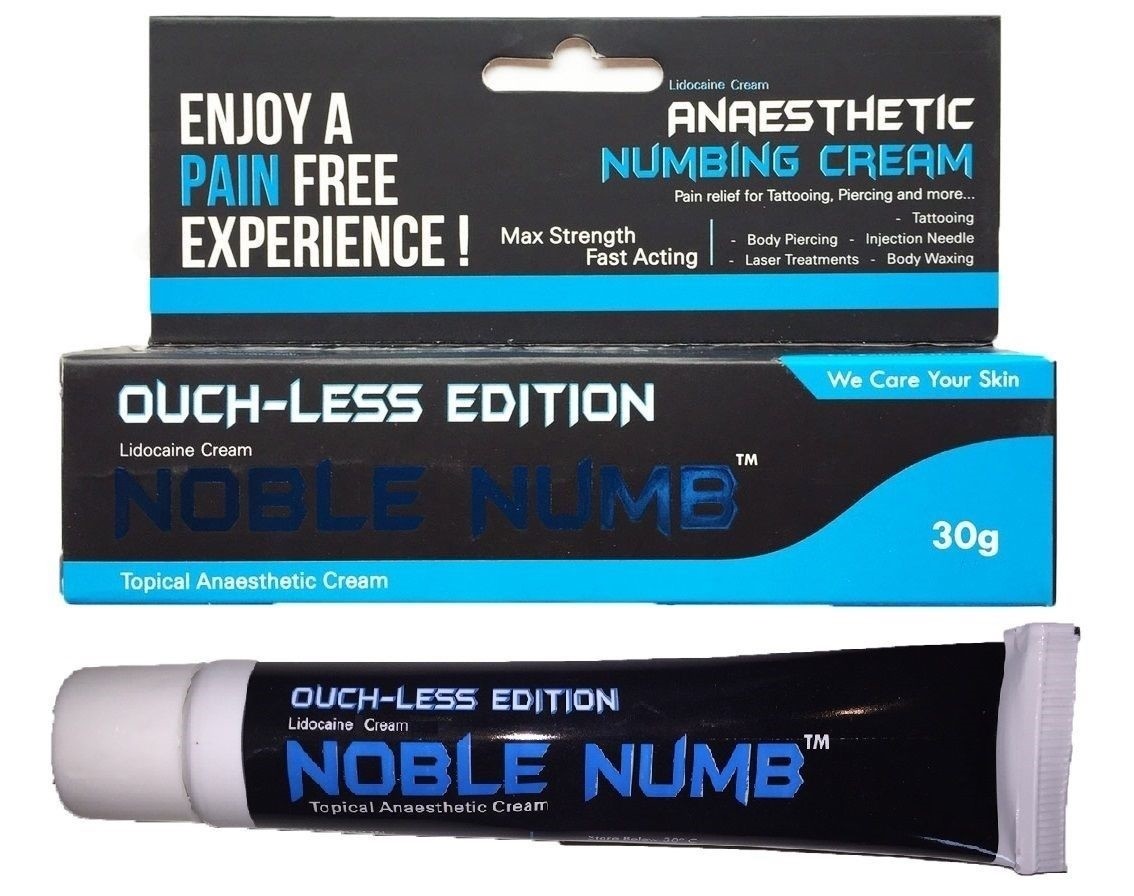 ENJOY A
PAIN FREE
EXPERIENCE !
Max Strength
Fast Acting
Lidocaine Cream
ANAESTHETIC
NUMBING CREAM
Pain relief for Tattooing, Piercing and more...
- Tattooing
- Body Piercing - Injection Needle
- Laser Treatments - Body Waxing
OUCH-LESS EDITION
We Care Your Skin
Lidocaine Cream
NOBLE NUMB™
30g
Topical Anaesthetic Cream
OUCH-LESS EDITION
Lidocaine Cream
NOBLE NUMB™
Topical Anaesthetic Cream